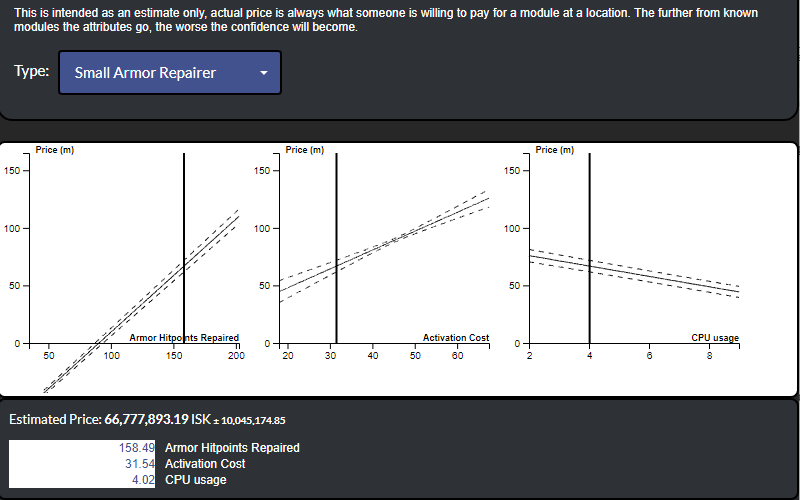 This is intended as an estimate only, actual price is always what someone is willing to pay for a module at a location. The further from known
modules the attributes go, the worse the confidence will become.
Type: Small Armor Repairer
Price (m) Price (m) Price (m)
150 150 150
100 100 100
50 50 50
Armor Hitpoints Repaired Activation Cost CPU usage
0 0 0
50 100 150 200 20 30 40 50 60 2 4 6 8
Estimated Price: 66,777,893.19 ISK ± 10,045,174.85
158.49 Armor Hitpoints Repaired
31.54 Activation Cost
4.02 CPU usage